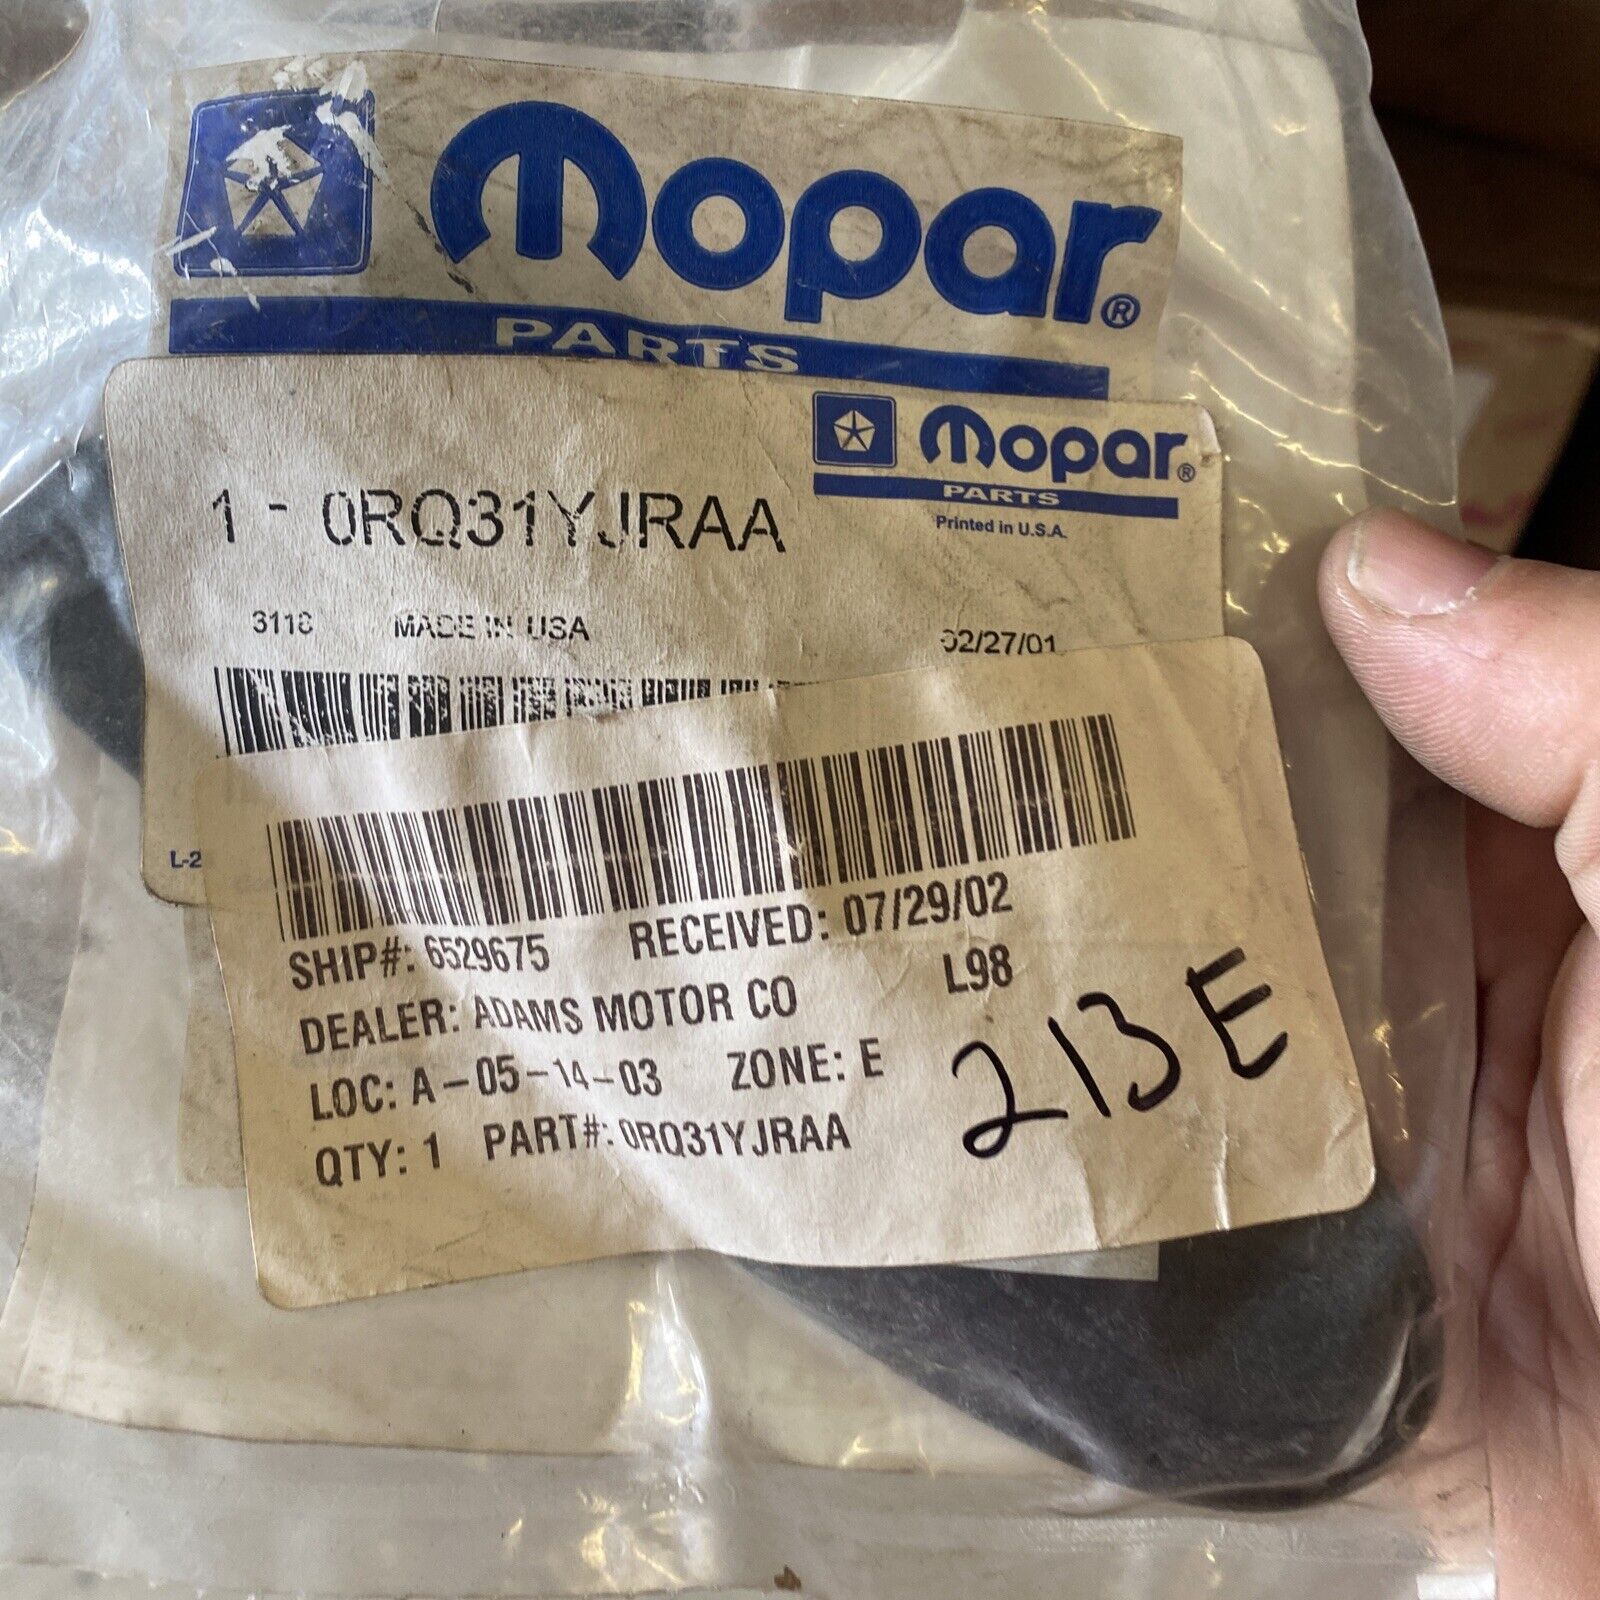 Mopar®
PARTS
Mopar®
PARTS
Printed in U.S.A.
1 - 0RQ31YJRAA
3118 MADE IN USA 02/27/01
L-2
SHIP#: 6529675 RECEIVED: 07/29/02
DEALER: ADAMS MOTOR CO L98
LOC: A-05-14-03 ZONE: E
QTY: 1 PART#: 0RQ31YJRAA
213E